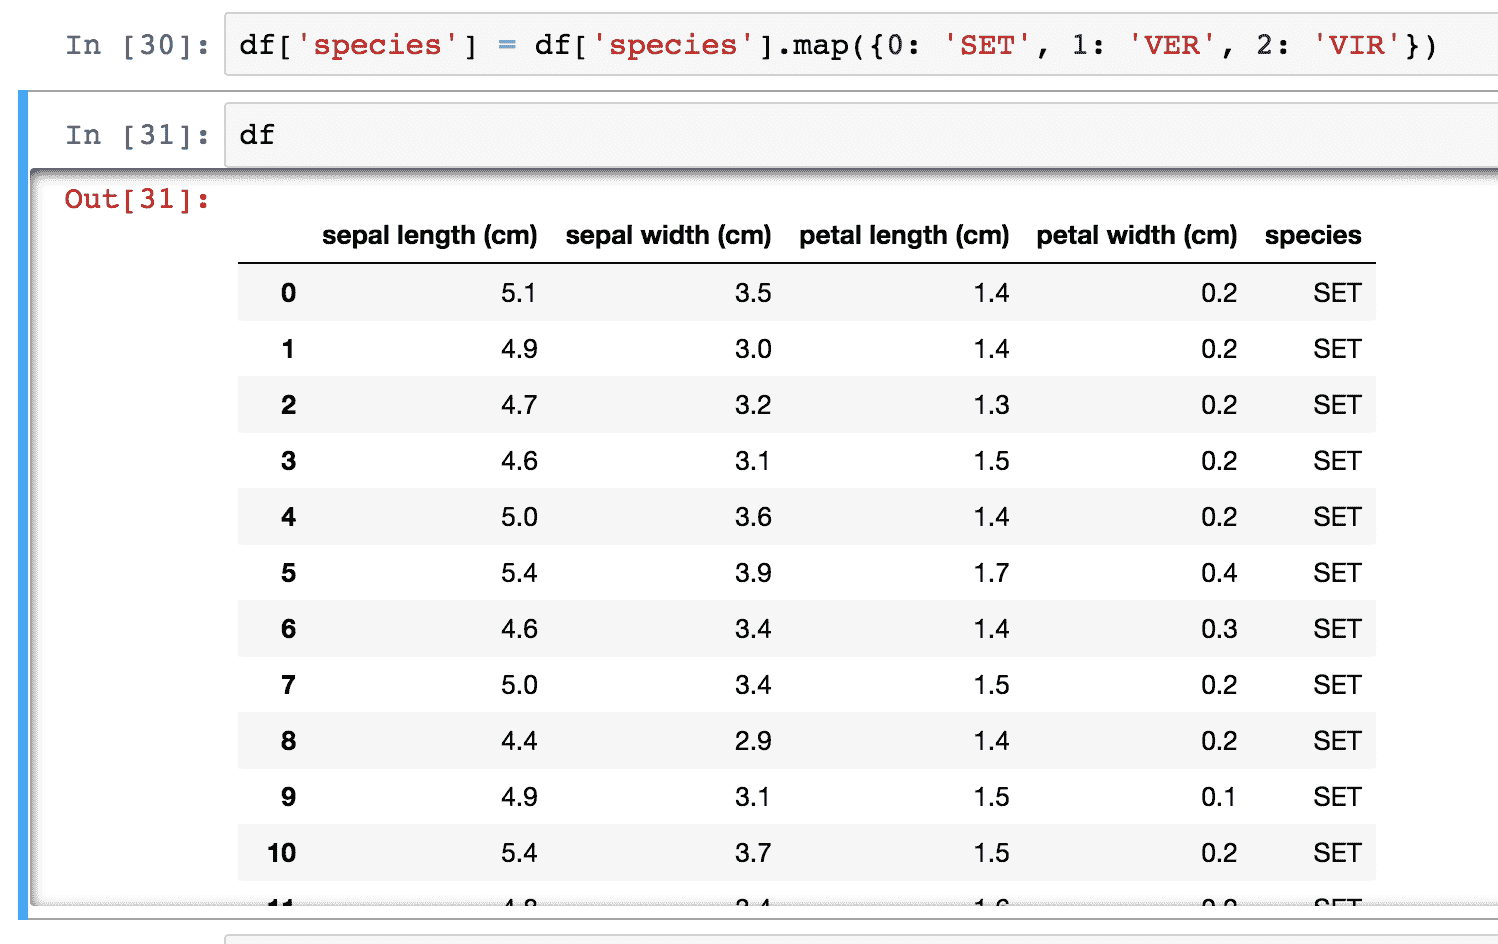 In [30]: df['species'] = df['species'].map({0: 'SET', 1: 'VER', 2: 'VIR'})
In [31]: df
Out[31]:
sepal length (cm) sepal width (cm) petal length (cm) petal width (cm) species
0 5.1 3.5 1.4 0.2 SET
1 4.9 3.0 1.4 0.2 SET
2 4.7 3.2 1.3 0.2 SET
3 4.6 3.1 1.5 0.2 SET
4 5.0 3.6 1.4 0.2 SET
5 5.4 3.9 1.7 0.4 SET
6 4.6 3.4 1.4 0.3 SET
7 5.0 3.4 1.5 0.2 SET
8 4.4 2.9 1.4 0.2 SET
9 4.9 3.1 1.5 0.1 SET
10 5.4 3.7 1.5 0.2 SET